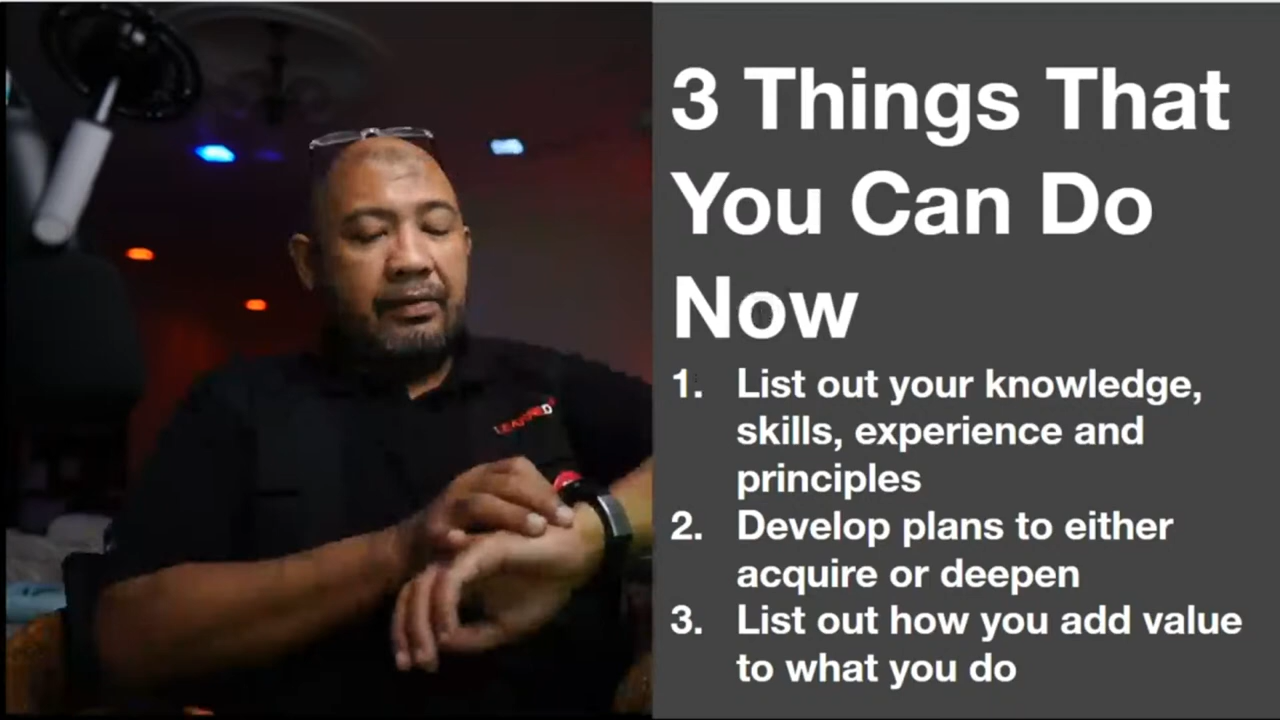 3 Things That
You Can Do
Now
1. List out your knowledge,
skills, experience and
principles
2. Develop plans to either
acquire or deepen
3. List out how you add value
to what you do